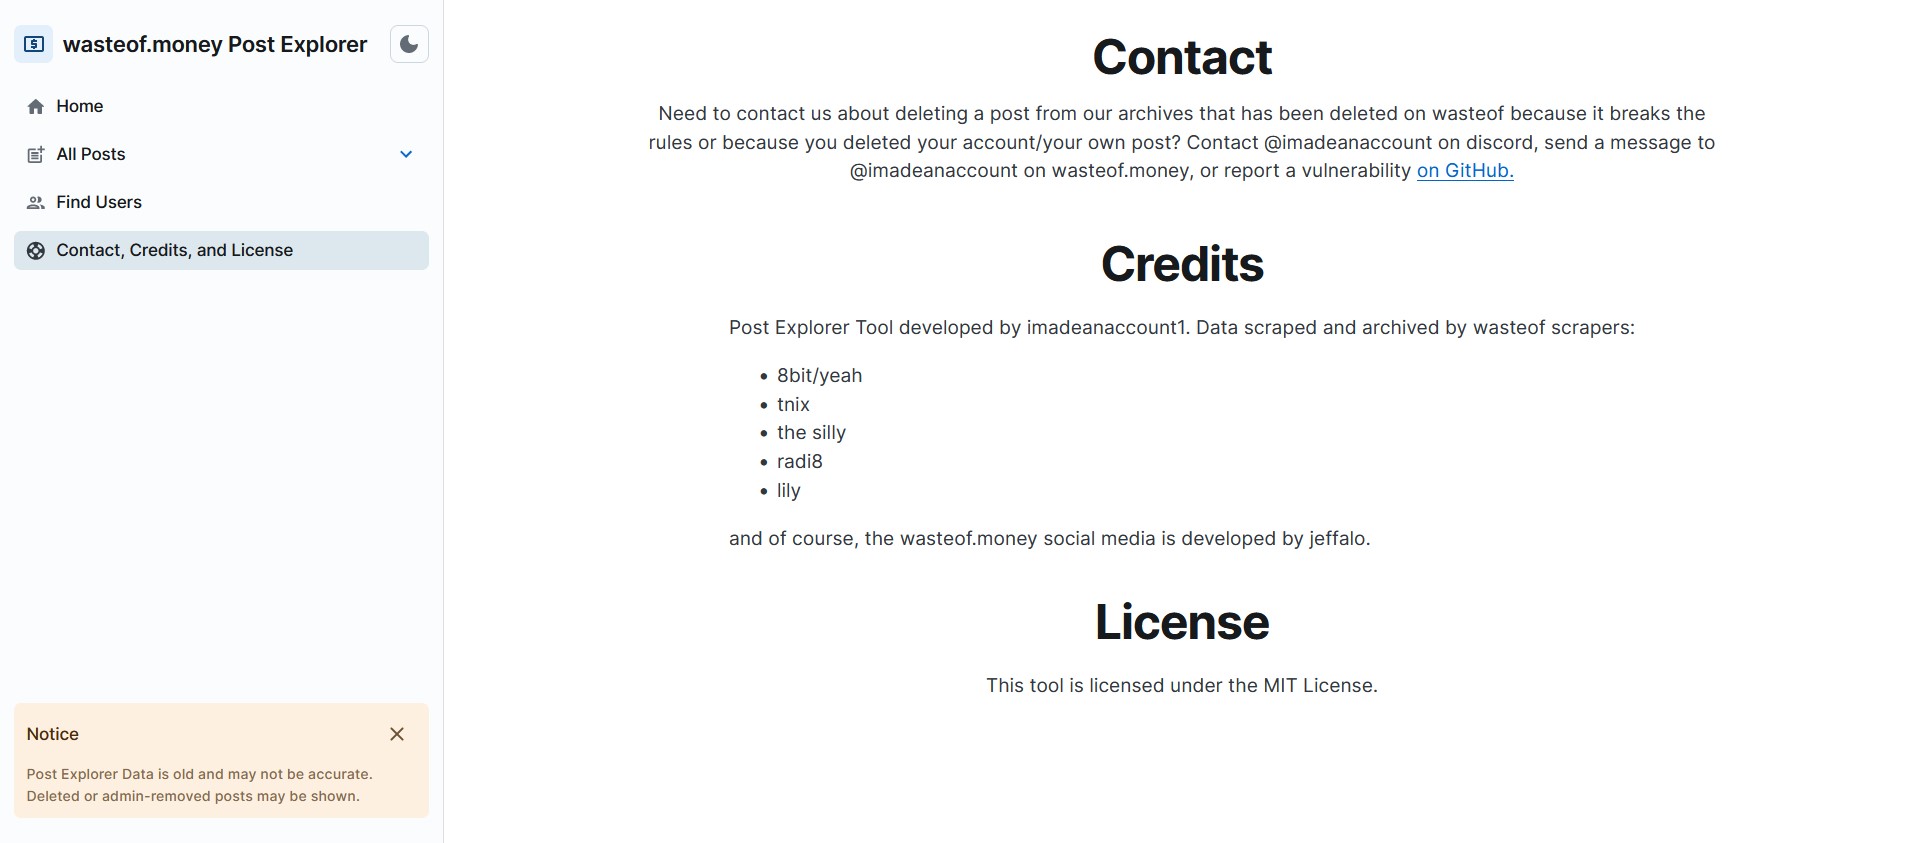 wasteof.money Post Explorer
Home
All Posts
Find Users
Contact, Credits, and License
Notice
Post Explorer Data is old and may not be accurate.
Deleted or admin-removed posts may be shown.
Contact
Need to contact us about deleting a post from our archives that has been deleted on wasteof because it breaks the
rules or because you deleted your account/your own post? Contact @imadeanaccount on discord, send a message to
@imadeanaccount on wasteof.money, or report a vulnerability on GitHub.
Credits
Post Explorer Tool developed by imadeanaccount1. Data scraped and archived by wasteof scrapers:
• 8bit/yeah
• tnix
• the silly
• radi8
• lily
and of course, the wasteof.money social media is developed by jeffalo.
License
This tool is licensed under the MIT License.